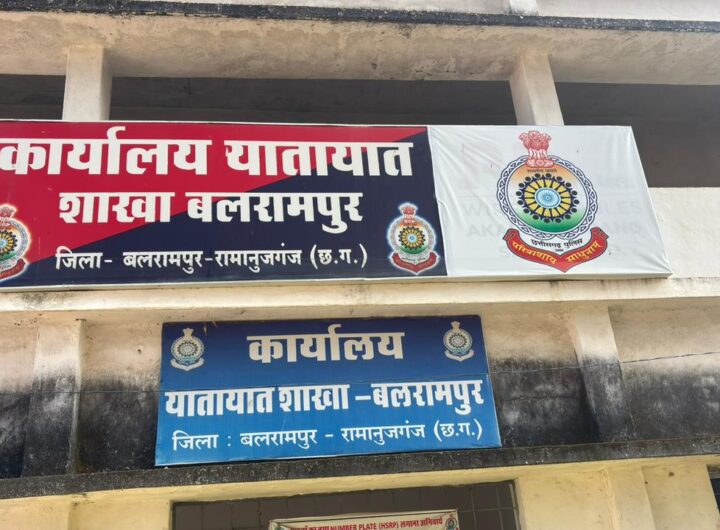 कार्यालय यातायात
शाखा बलरामपुर
जिला- बलरामपुर-रामानुजगंज (छ.ग.)
छत्तीसगढ़ पुलिस
परित्राणाय साधुनाम्
कार्यालय
यातायात शाखा –बलरामपुर
जिला : बलरामपुर – रामानुजगंज (छ.ग.)
NUMBER PLATE (HSRP) लगाना अनिवार्य